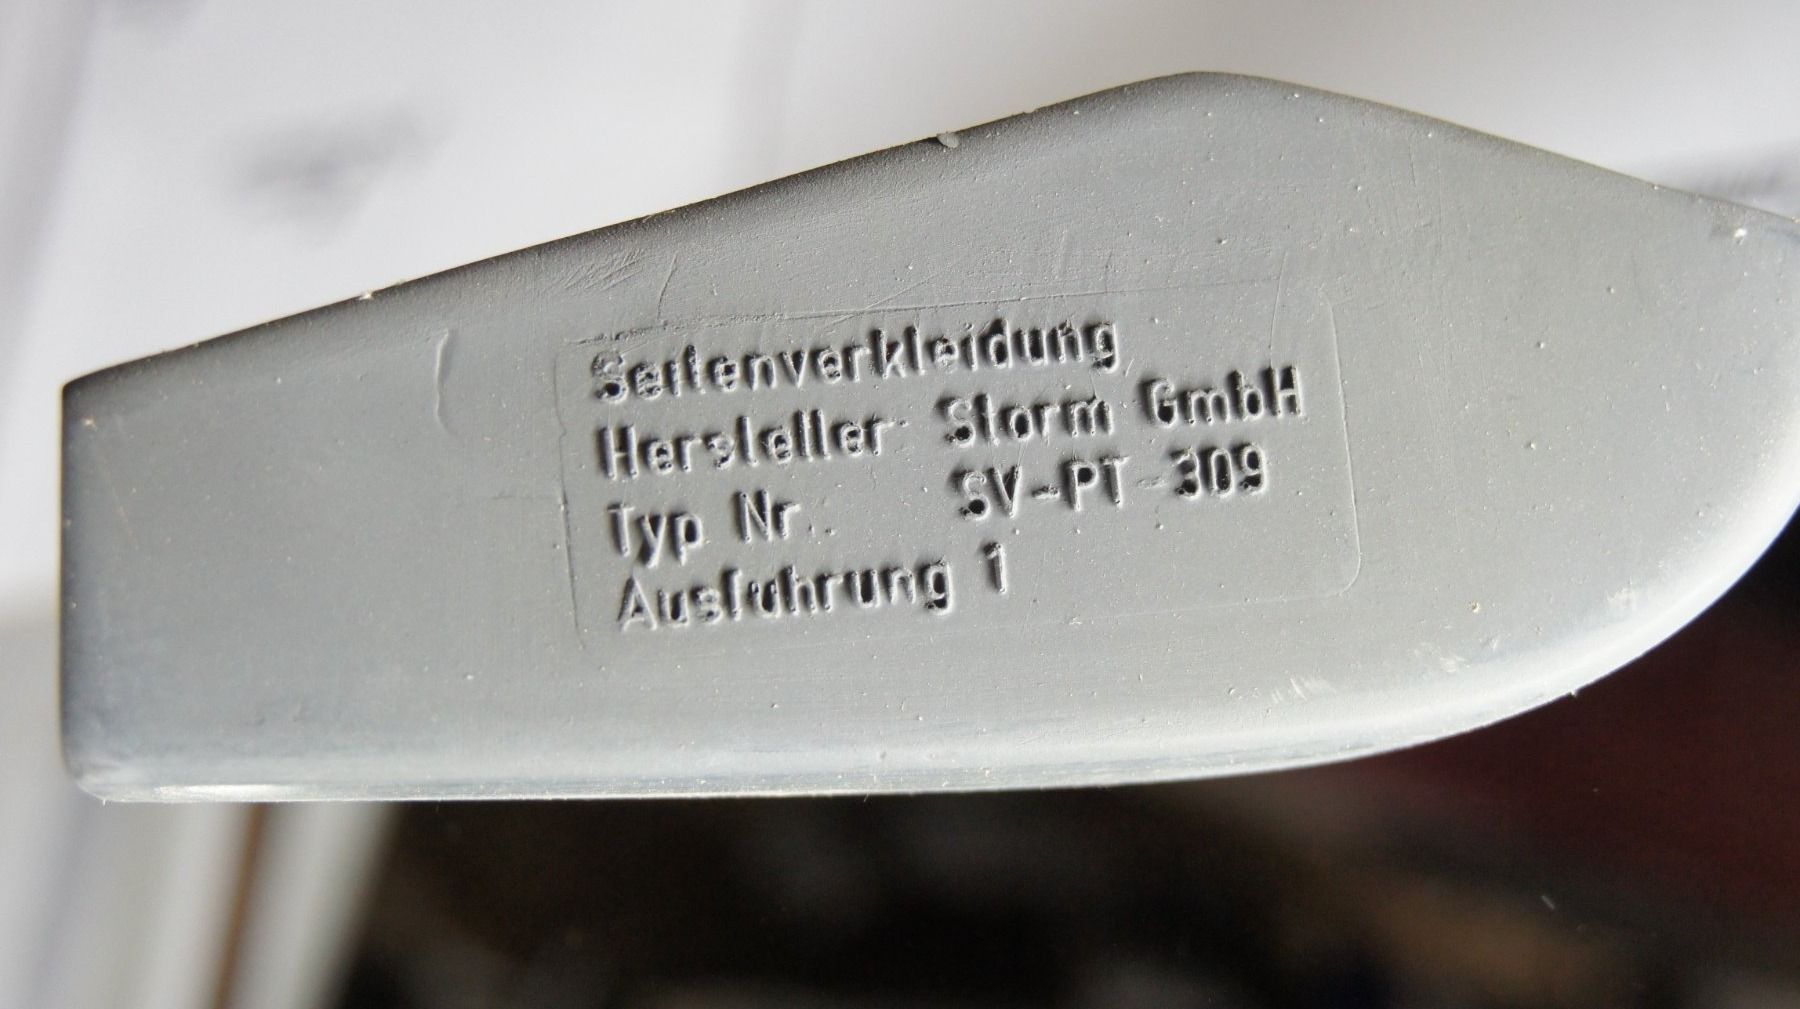 Seitenverkleidung
Hersteller: Storm GmbH
Typ Nr.: SV-PT-309
Ausführung 1